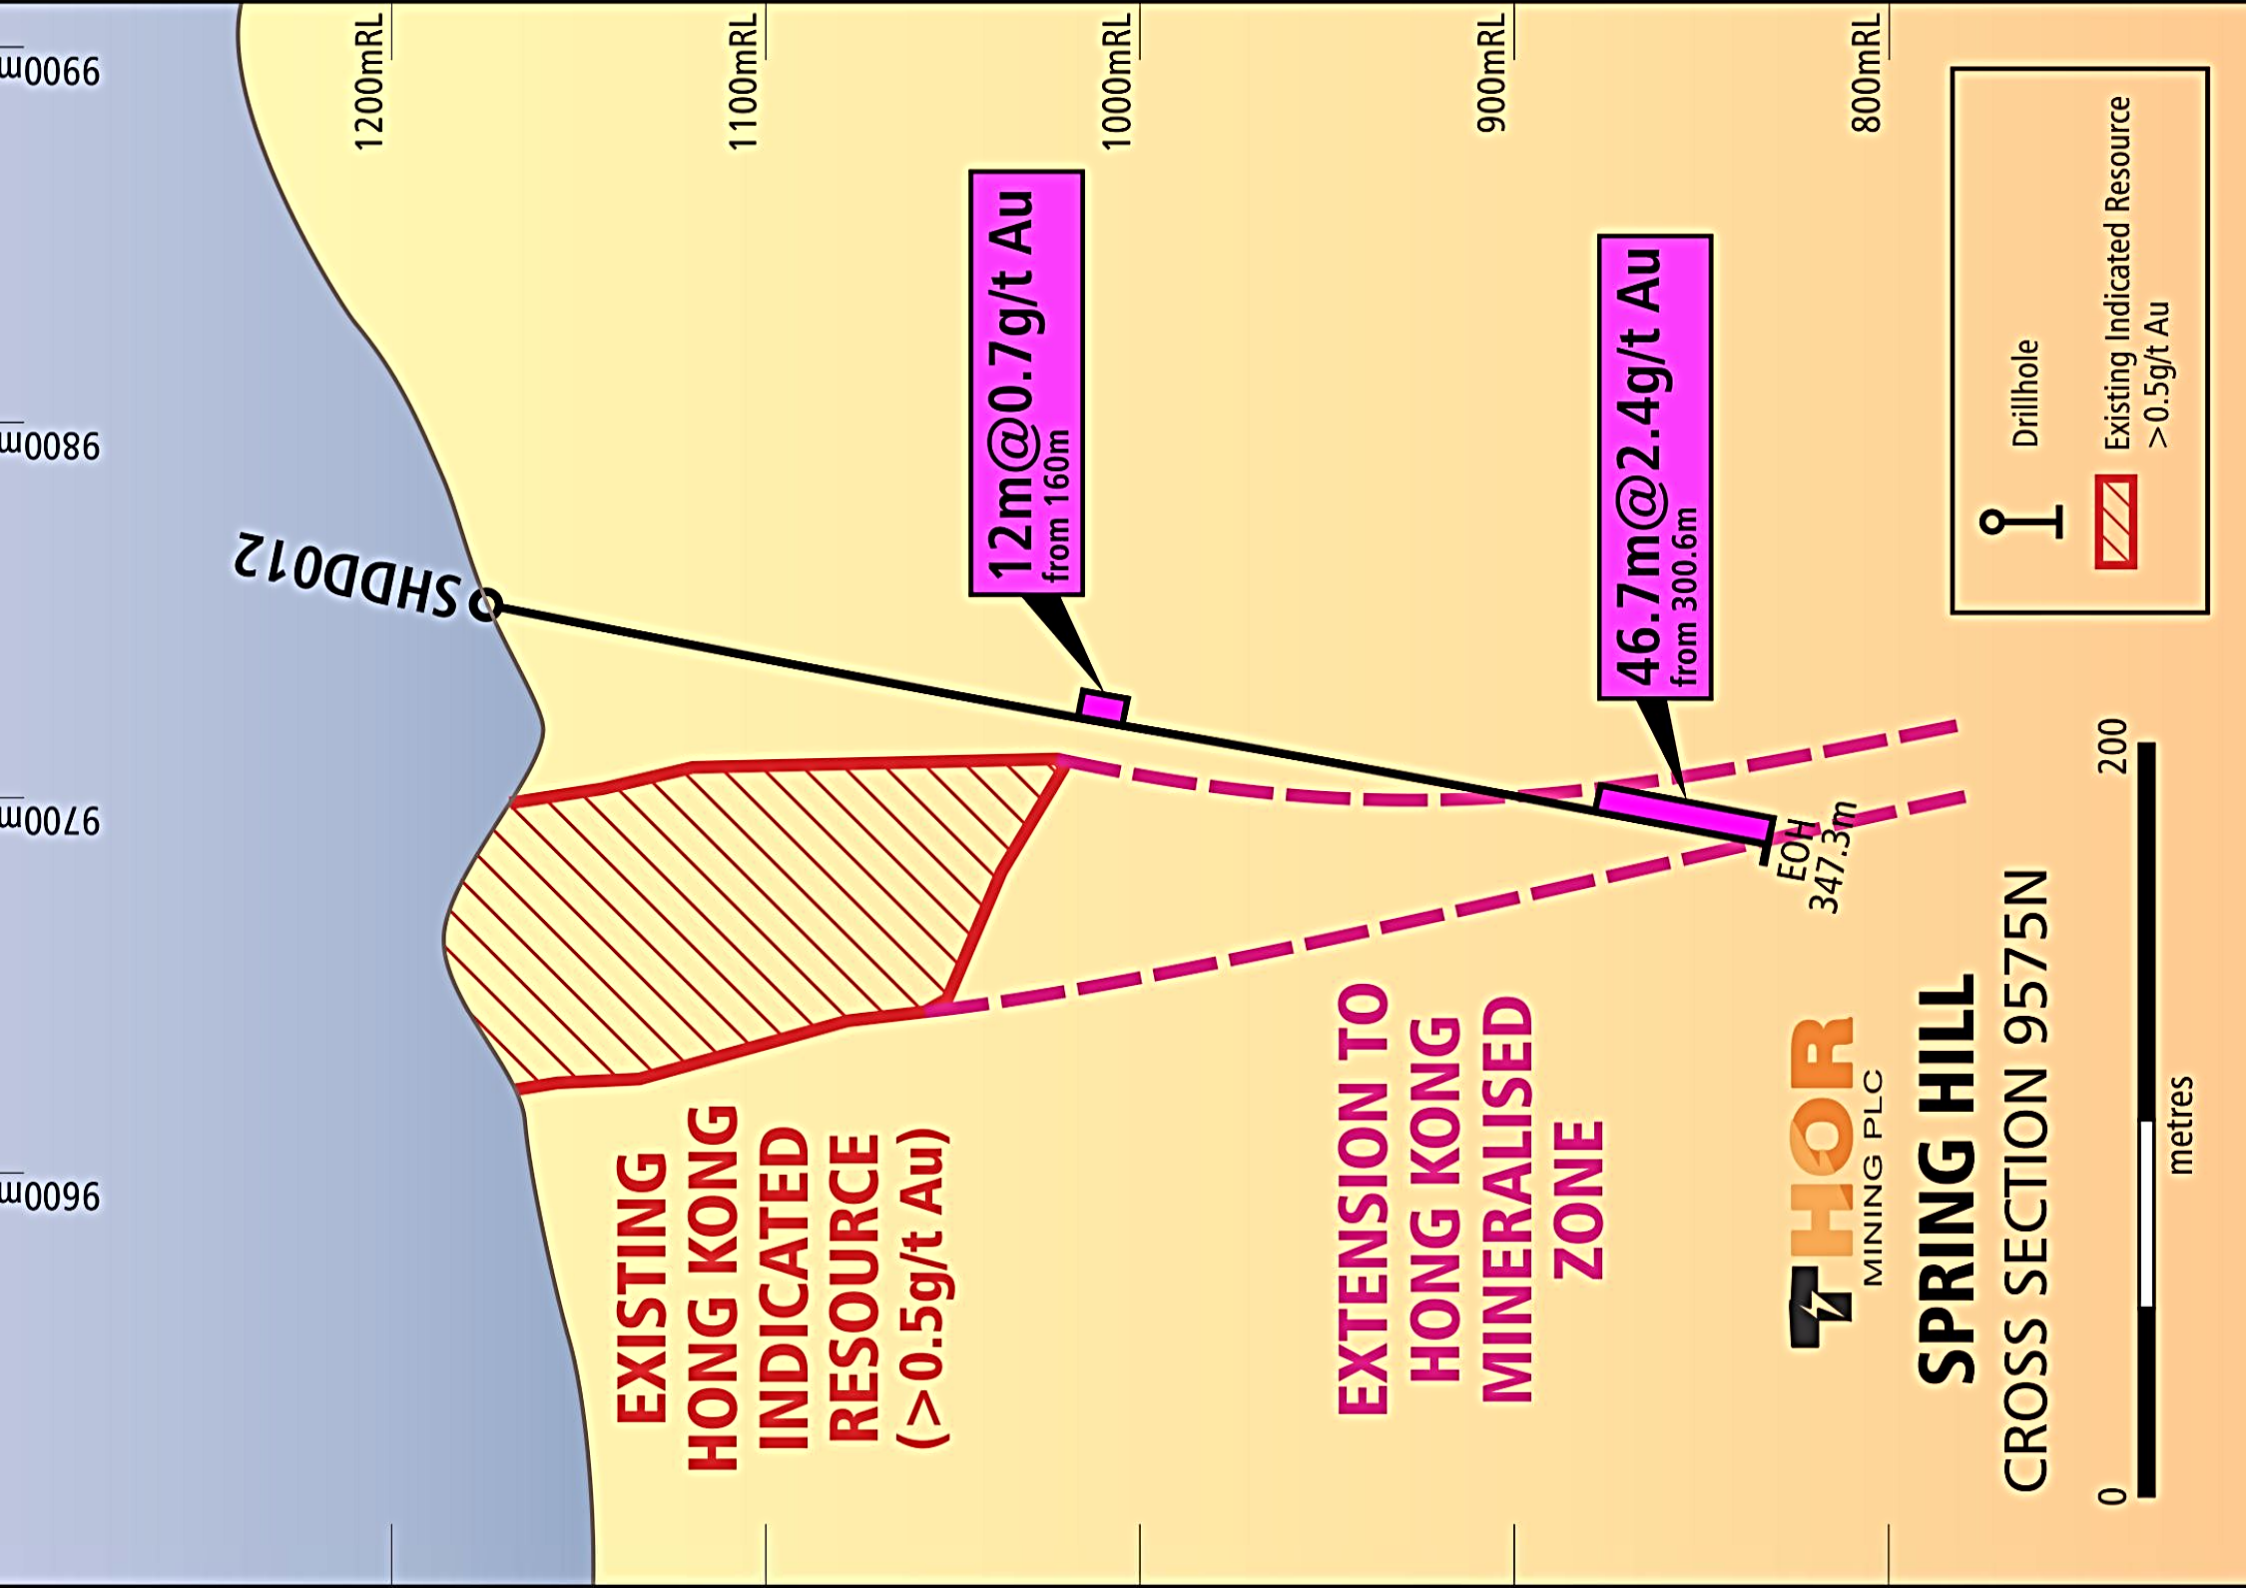 9600m
9700m
9800m
9900m
SHDD012
1200mRL
1100mRL
1000mRL
900mRL
800mRL
EXISTING
HONG KONG
INDICATED
RESOURCE
(>0.5g/t Au)
12m@0.7g/t Au
from 160m
EXTENSION TO
HONG KONG
MINERALISED
ZONE
46.7m@2.4g/t Au
from 300.6m
EOH
347.3m
THOR
MINING PLC
SPRING HILL
CROSS SECTION 9575N
0 200
metres
Drillhole
Existing Indicated Resource
>0.5g/t Au